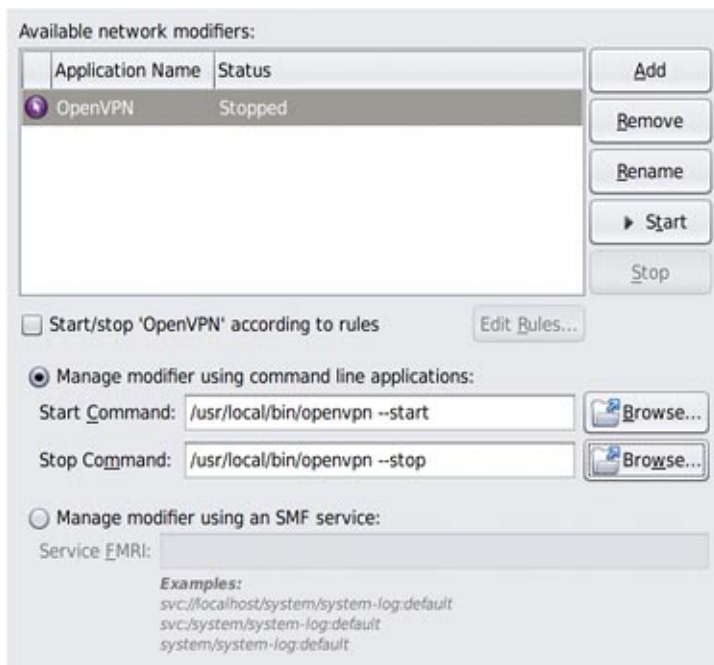 Available network modifiers:
Application Name Status
OpenVPN Stopped
Add
Remove
Rename
Start
Stop
Start/stop 'OpenVPN' according to rules Edit Rules...
Manage modifier using command line applications:
Start Command: /usr/local/bin/openvpn --start Browse...
Stop Command: /usr/local/bin/openvpn --stop Browse...
Manage modifier using an SMF service:
Service FMRI:
Examples:
svc://localhost/system/system-log:default
svc:/system/system-log:default
system/system-log:default